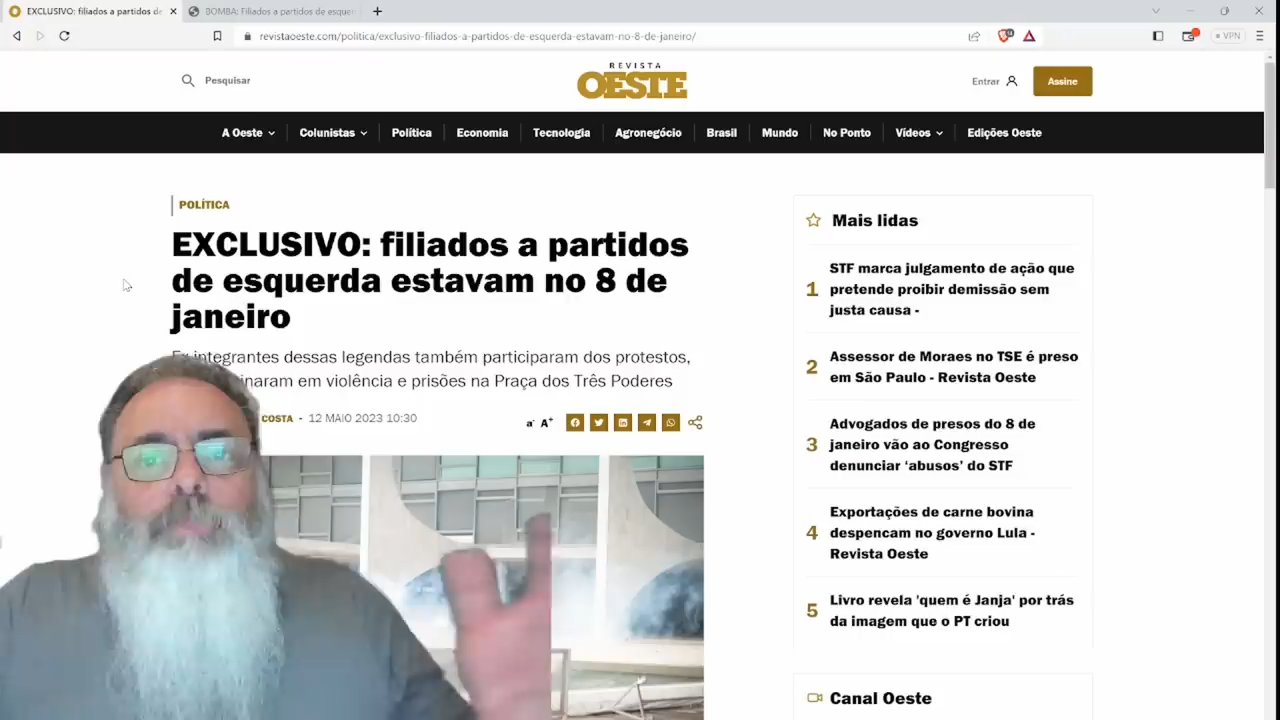 EXCLUSIVO: filiados a partidos de
BOMBA: Filiados a partidos de esquer
revistaoeste.com/politica/exclusivo-filiados-a-partidos-de-esquerda-estavam-no-8-de-janeiro/
VPN
Pesquisar
REVISTA
OESTE
Entrar
Assine
A Oeste
Colunistas
Política
Economia
Tecnologia
Agronegócio
Brasil
Mundo
No Ponto
Vídeos
Edições Oeste
POLÍTICA
EXCLUSIVO: filiados a partidos
de esquerda estavam no 8 de
janeiro
integrantes dessas legendas também participaram dos protestos,
em violência e prisões na Praça dos Três Poderes
COSTA - 12 MAIO 2023 10:30
a- A+
Mais lidas
1
STF marca julgamento de ação que
pretende proibir demissão sem
justa causa -
2
Assessor de Moraes no TSE é preso
em São Paulo - Revista Oeste
3
Advogados de presos do 8 de
janeiro vão ao Congresso
denunciar ‘abusos’ do STF
4
Exportações de carne bovina
despencam no governo Lula -
Revista Oeste
5
Livro revela 'quem é Janja' por trás
da imagem que o PT criou
Canal Oeste